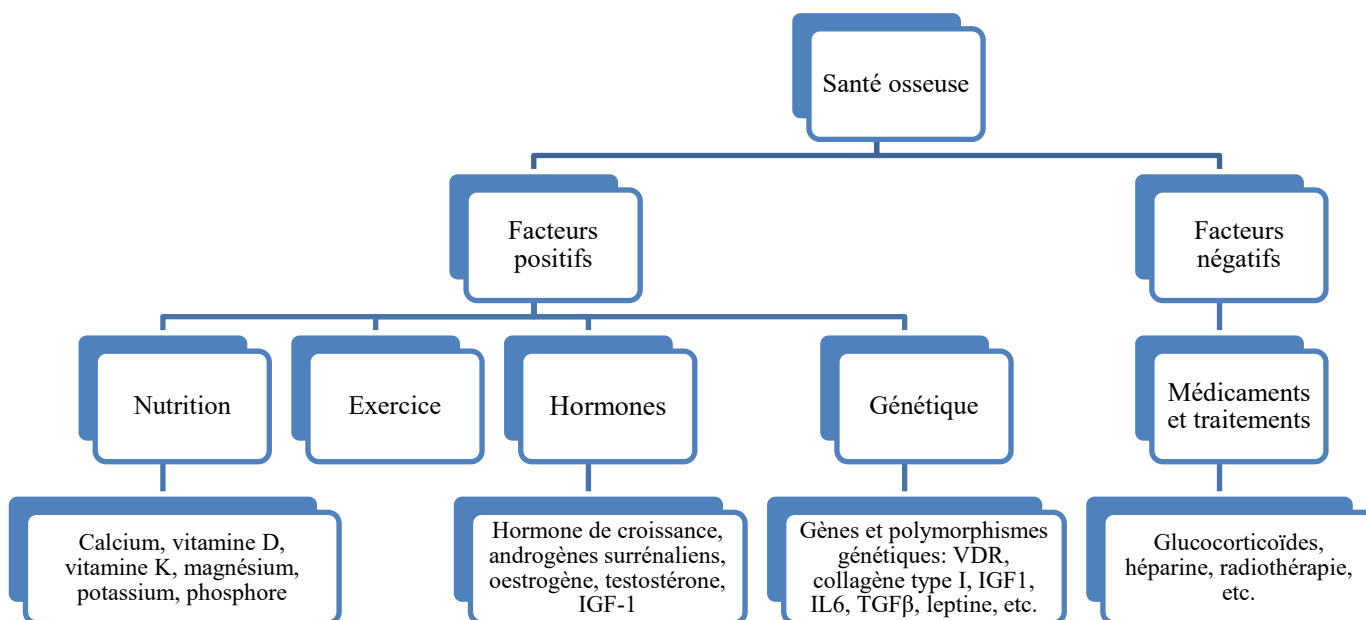 Santé osseuse
Facteurs
positifs
Facteurs
négatifs
Nutrition
Exercice
Hormones
Génétique
Médicaments
et traitements
Calcium, vitamine D,
vitamine K, magnésium,
potassium, phosphore
Hormone de croissance,
androgènes surrénaliens,
oestrogène, testostérone,
IGF-1
Gènes et polymorphismes
génétiques: VDR,
collagène type I, IGF1,
IL6, TGFβ, leptine, etc.
Glucocorticoïdes,
héparine, radiothérapie,
etc.